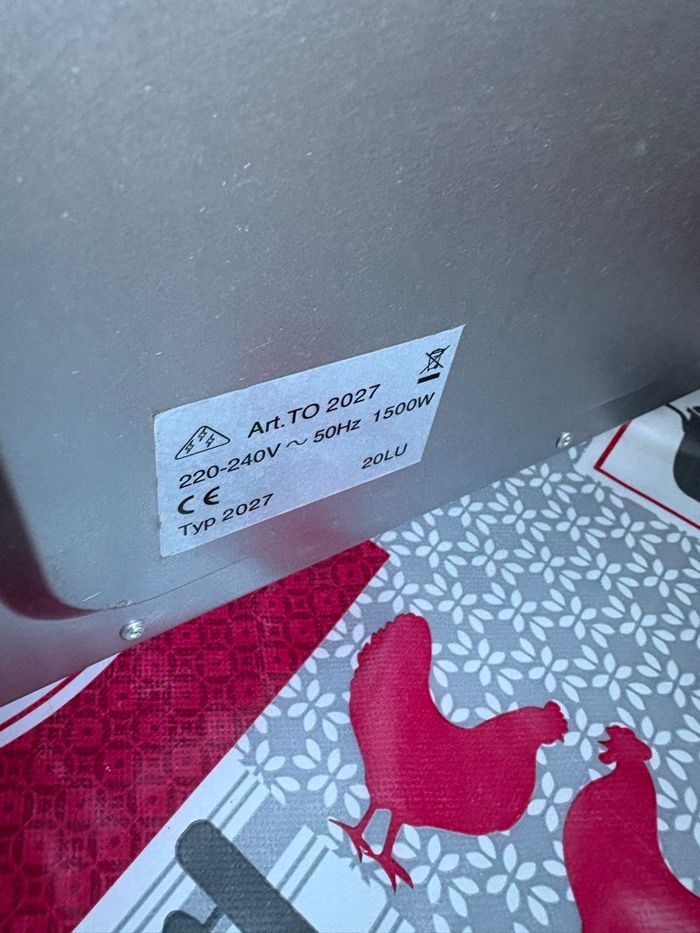 Art.TO 2027
220-240V ~ 50Hz 1500W
CE 20LU
Typ 2027